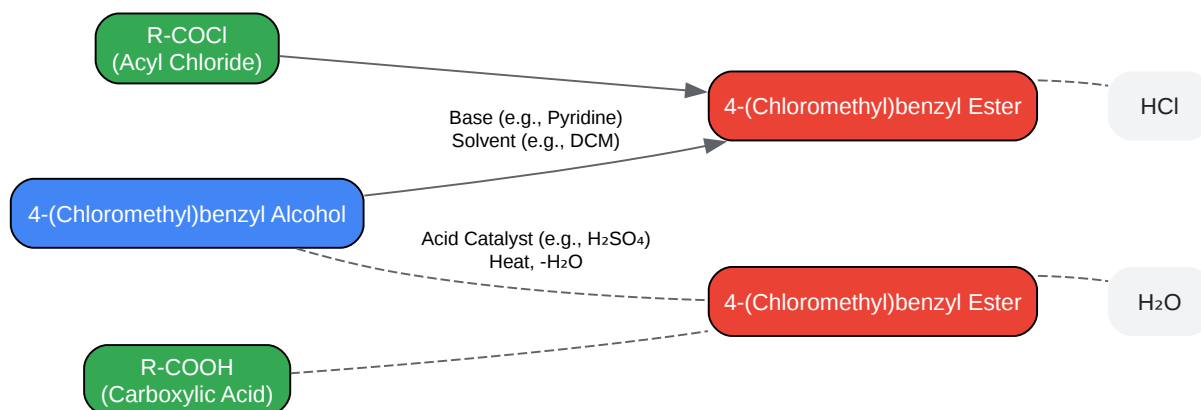 R-COCl
(Acyl Chloride)
4-(Chloromethyl)benzyl Ester
HCl
Base (e.g., Pyridine)
Solvent (e.g., DCM)
4-(Chloromethyl)benzyl Alcohol
Acid Catalyst (e.g., H₂SO₄)
Heat, -H₂O
4-(Chloromethyl)benzyl Ester
H₂O
R-COOH
(Carboxylic Acid)